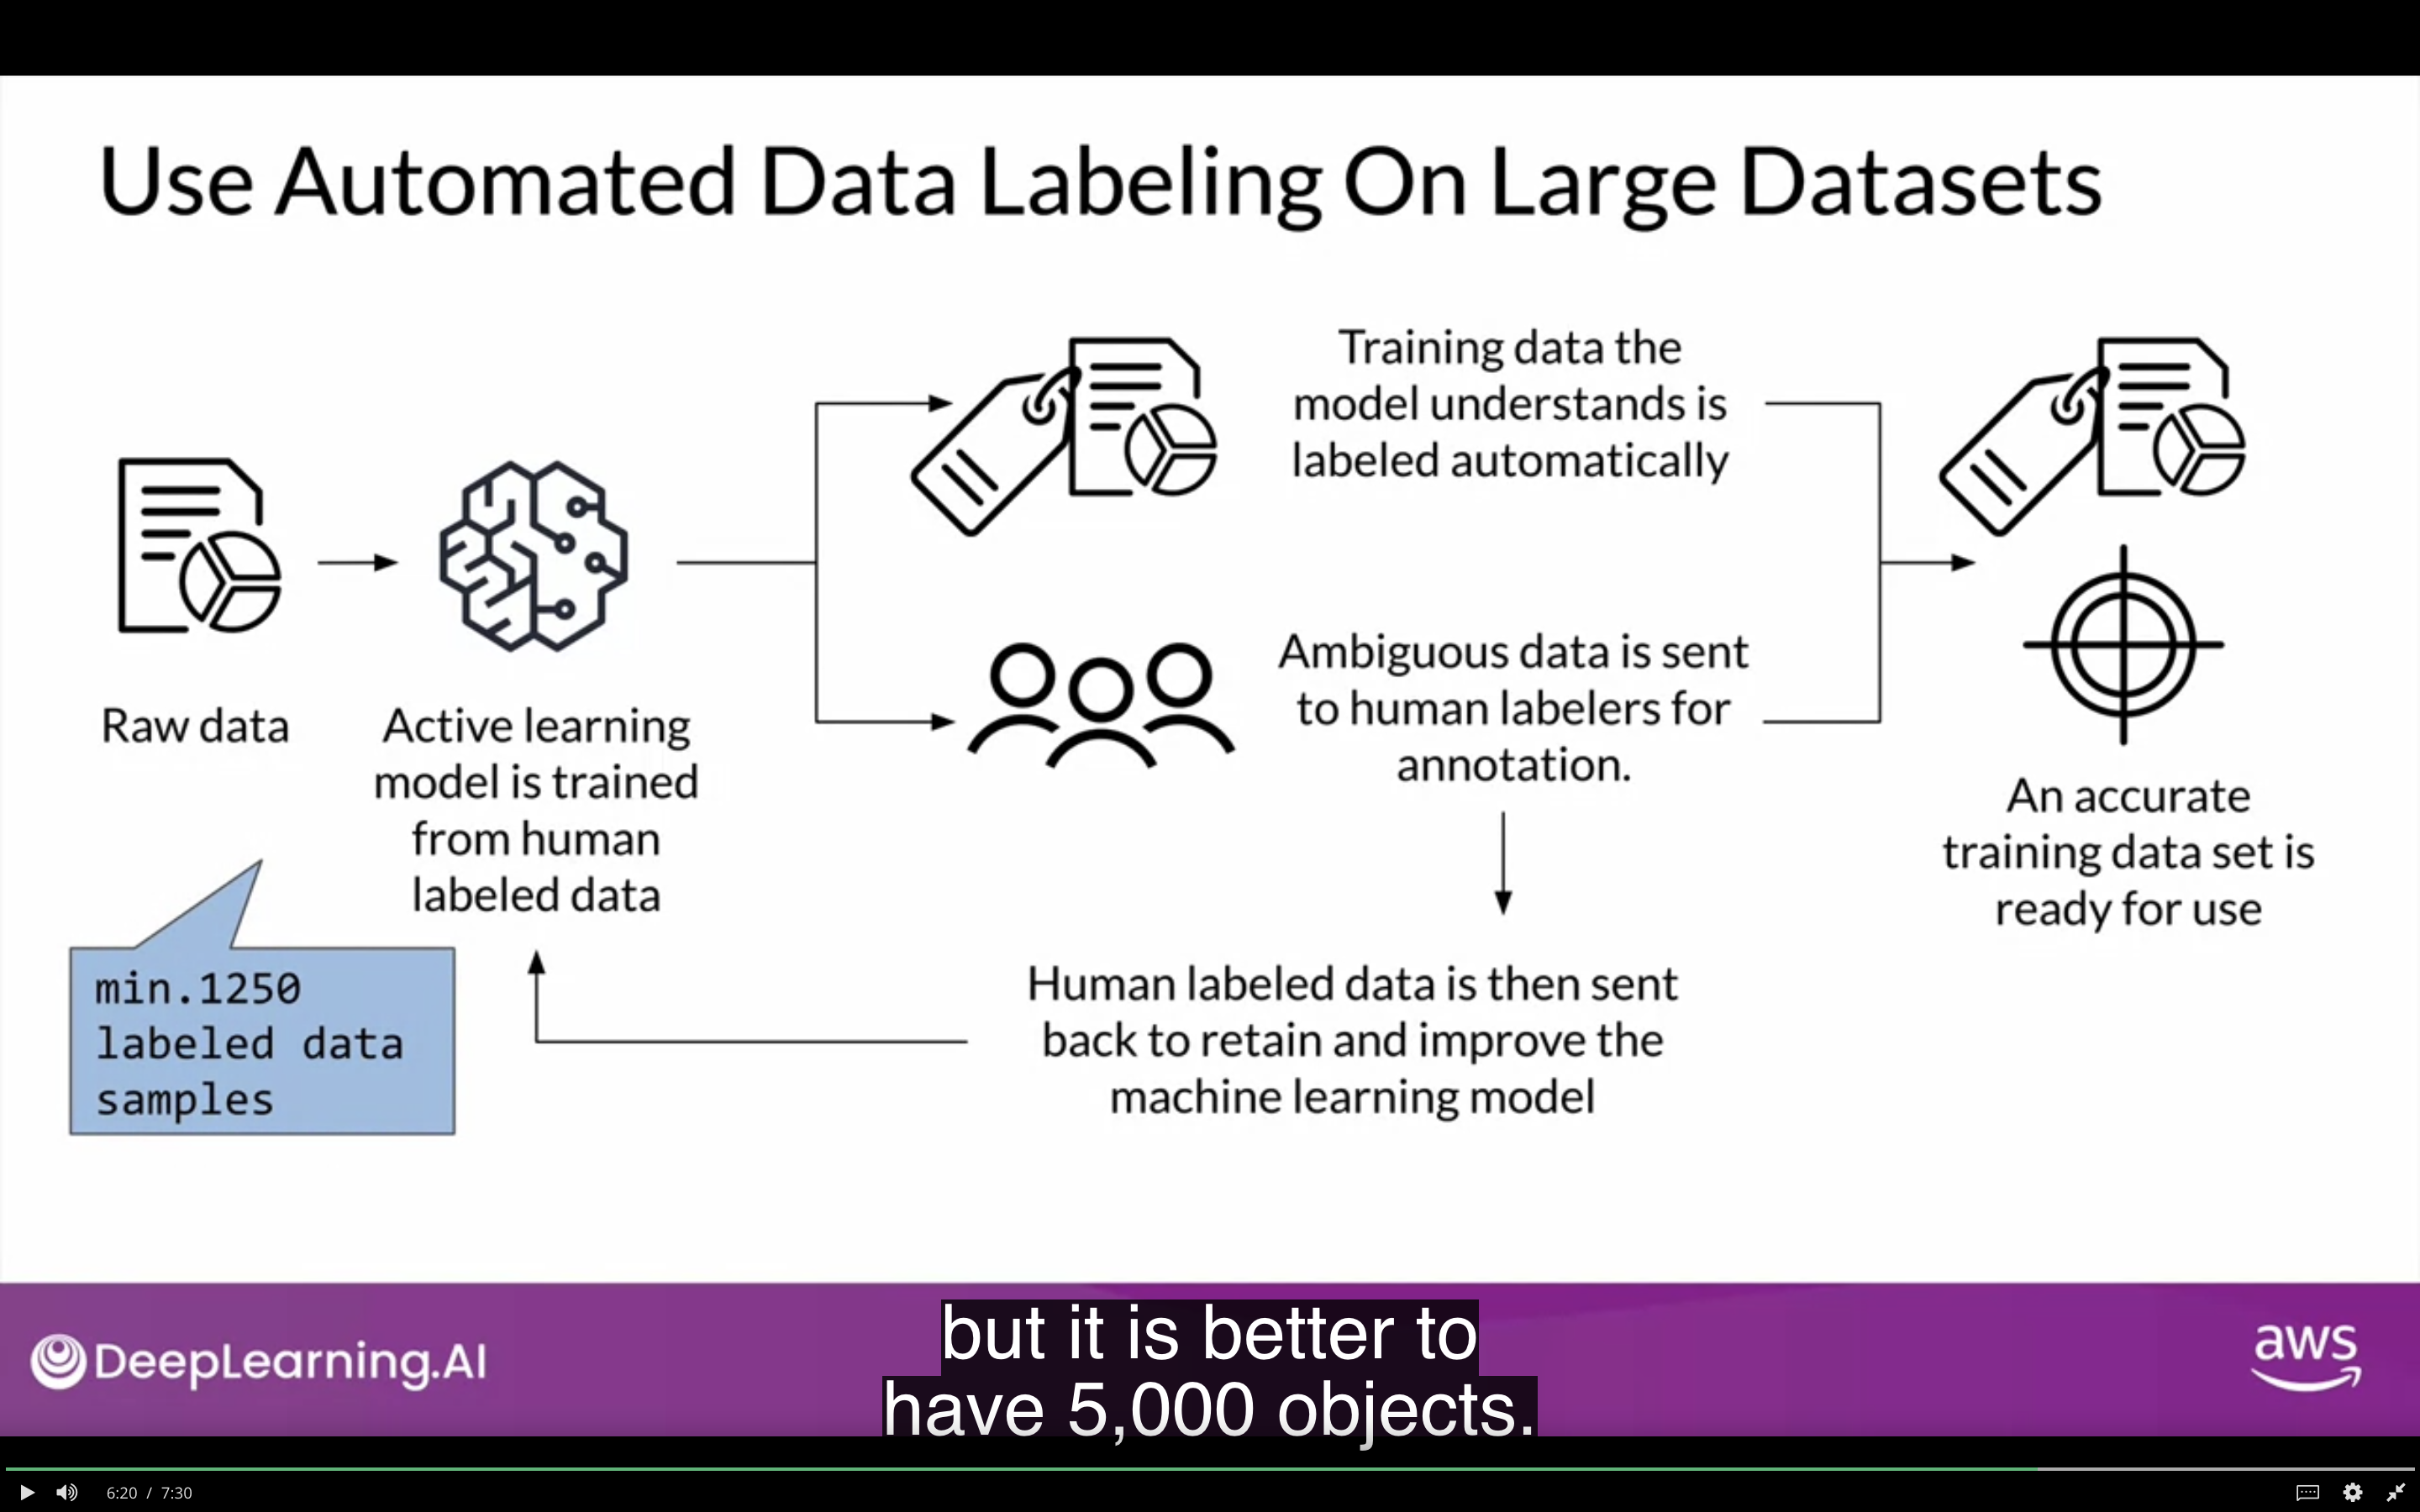 Use Automated Data Labeling On Large Datasets
Raw data
Active learning
model is trained
from human
labeled data
min.1250
labeled data
samples
Training data the
model understands is
labeled automatically
Ambiguous data is sent
to human labelers for
annotation.
Human labeled data is then sent
back to retain and improve the
machine learning model
An accurate
training data set is
ready for use
DeepLearning.AI
but it is better to
have 5,000 objects.
aws
6:20 / 7:30